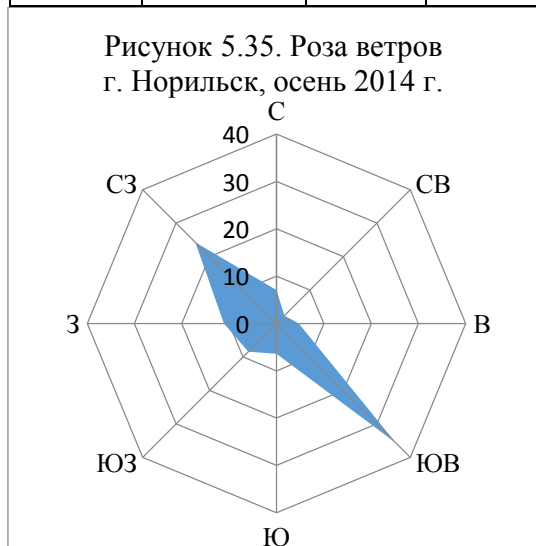 Рисунок 5.35. Роза ветров
г. Норильск, осень 2014 г.
С
40
СЗ
СВ
30
20
10
З
0
В
ЮЗ
ЮВ
Ю